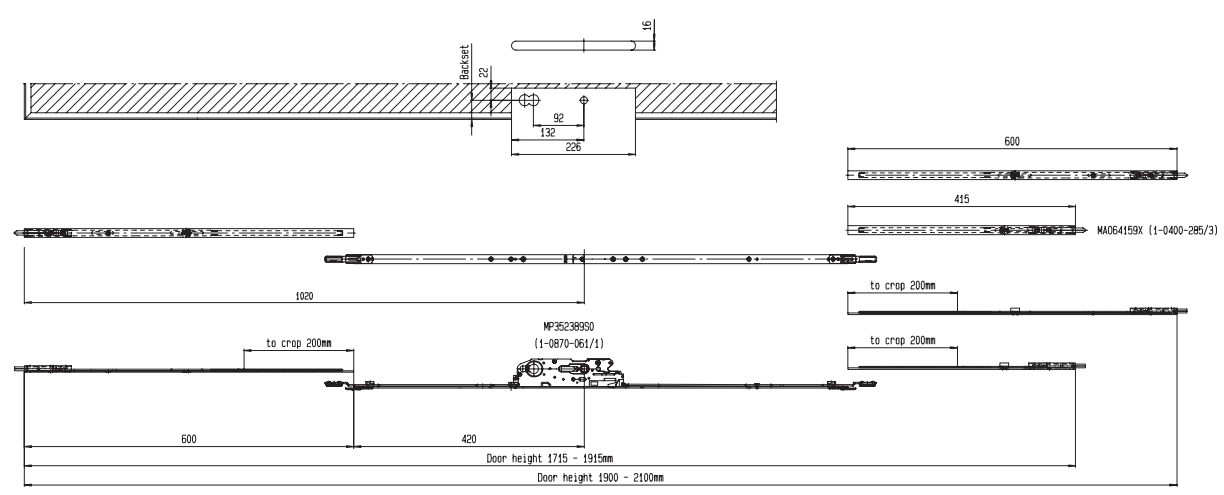 16
Backset
22
92
132
226
600
415
MA064159X (1-0400-285/3)
1020
to crop 200mm
MP352389S0
(1-0870-061/1)
to crop 200mm
to crop 200mm
600
420
Door height 1715 - 1915mm
Door height 1900 - 2100mm